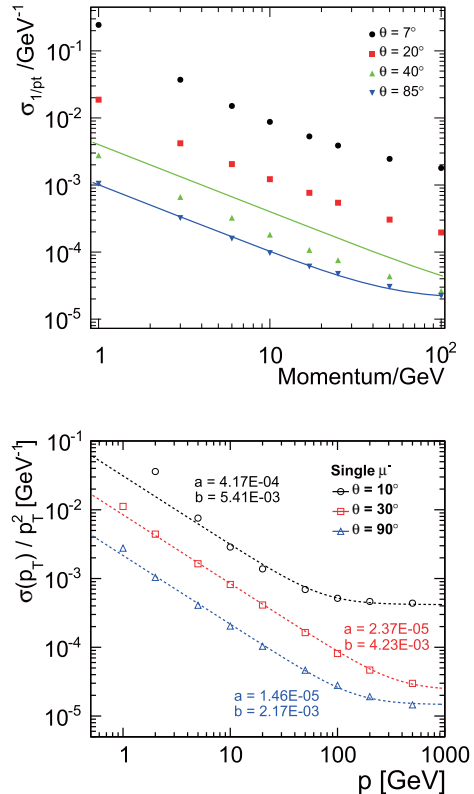 σ1/pt /GeV⁻¹
10⁻¹
10⁻²
10⁻³
10⁻⁴
10⁻⁵
θ = 7°
θ = 20°
θ = 40°
θ = 85°
1 10 10²
Momentum/GeV
σ(pT) / pT² [GeV⁻¹]
10⁻¹
10⁻²
10⁻³
10⁻⁴
10⁻⁵
a = 4.17E-04
b = 5.41E-03
Single μ⁻
θ = 10°
θ = 30°
θ = 90°
a = 2.37E-05
b = 4.23E-03
a = 1.46E-05
b = 2.17E-03
1 10 100 1000
p [GeV]